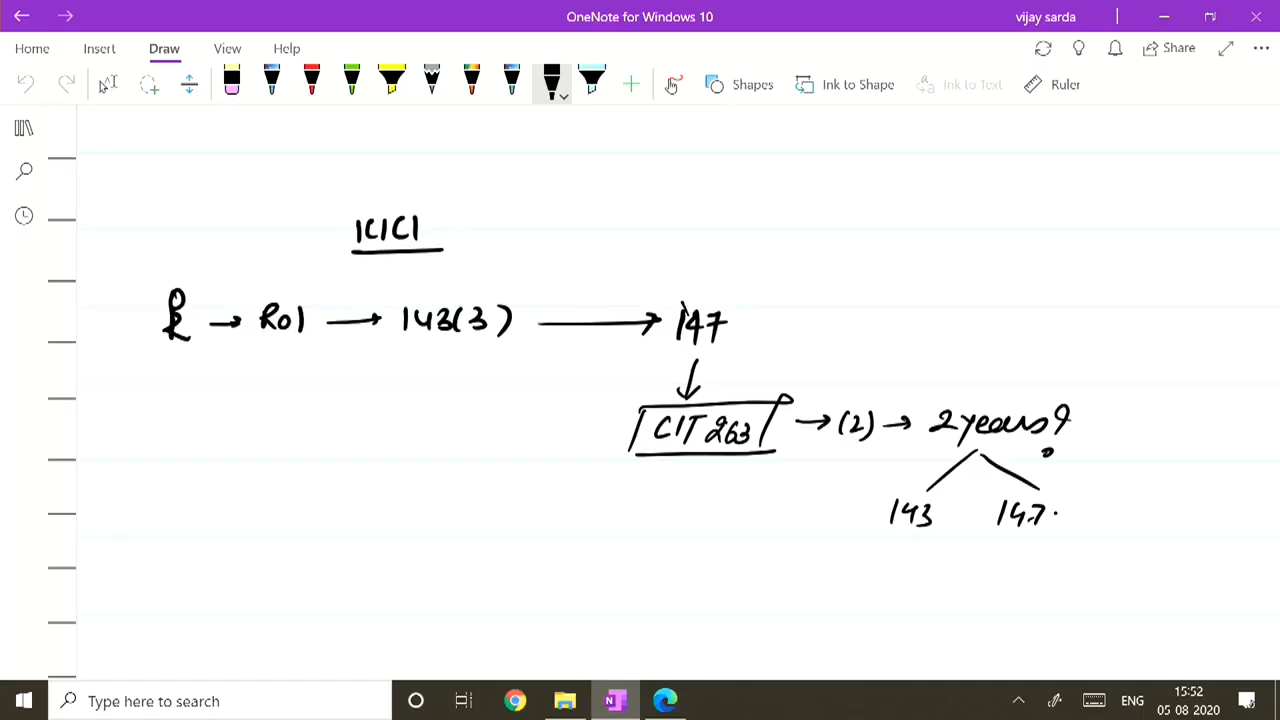 OneNote for Windows 10
vijay sarda
Home Insert Draw View Help
Share
Shapes Ink to Shape Ink to Text Ruler
ICICI
R → ROI → 143(3) → 147
↓
CIT 263 → (2) → 2 years?
143 147.
Type here to search
ENG
15:52
05-08-2020